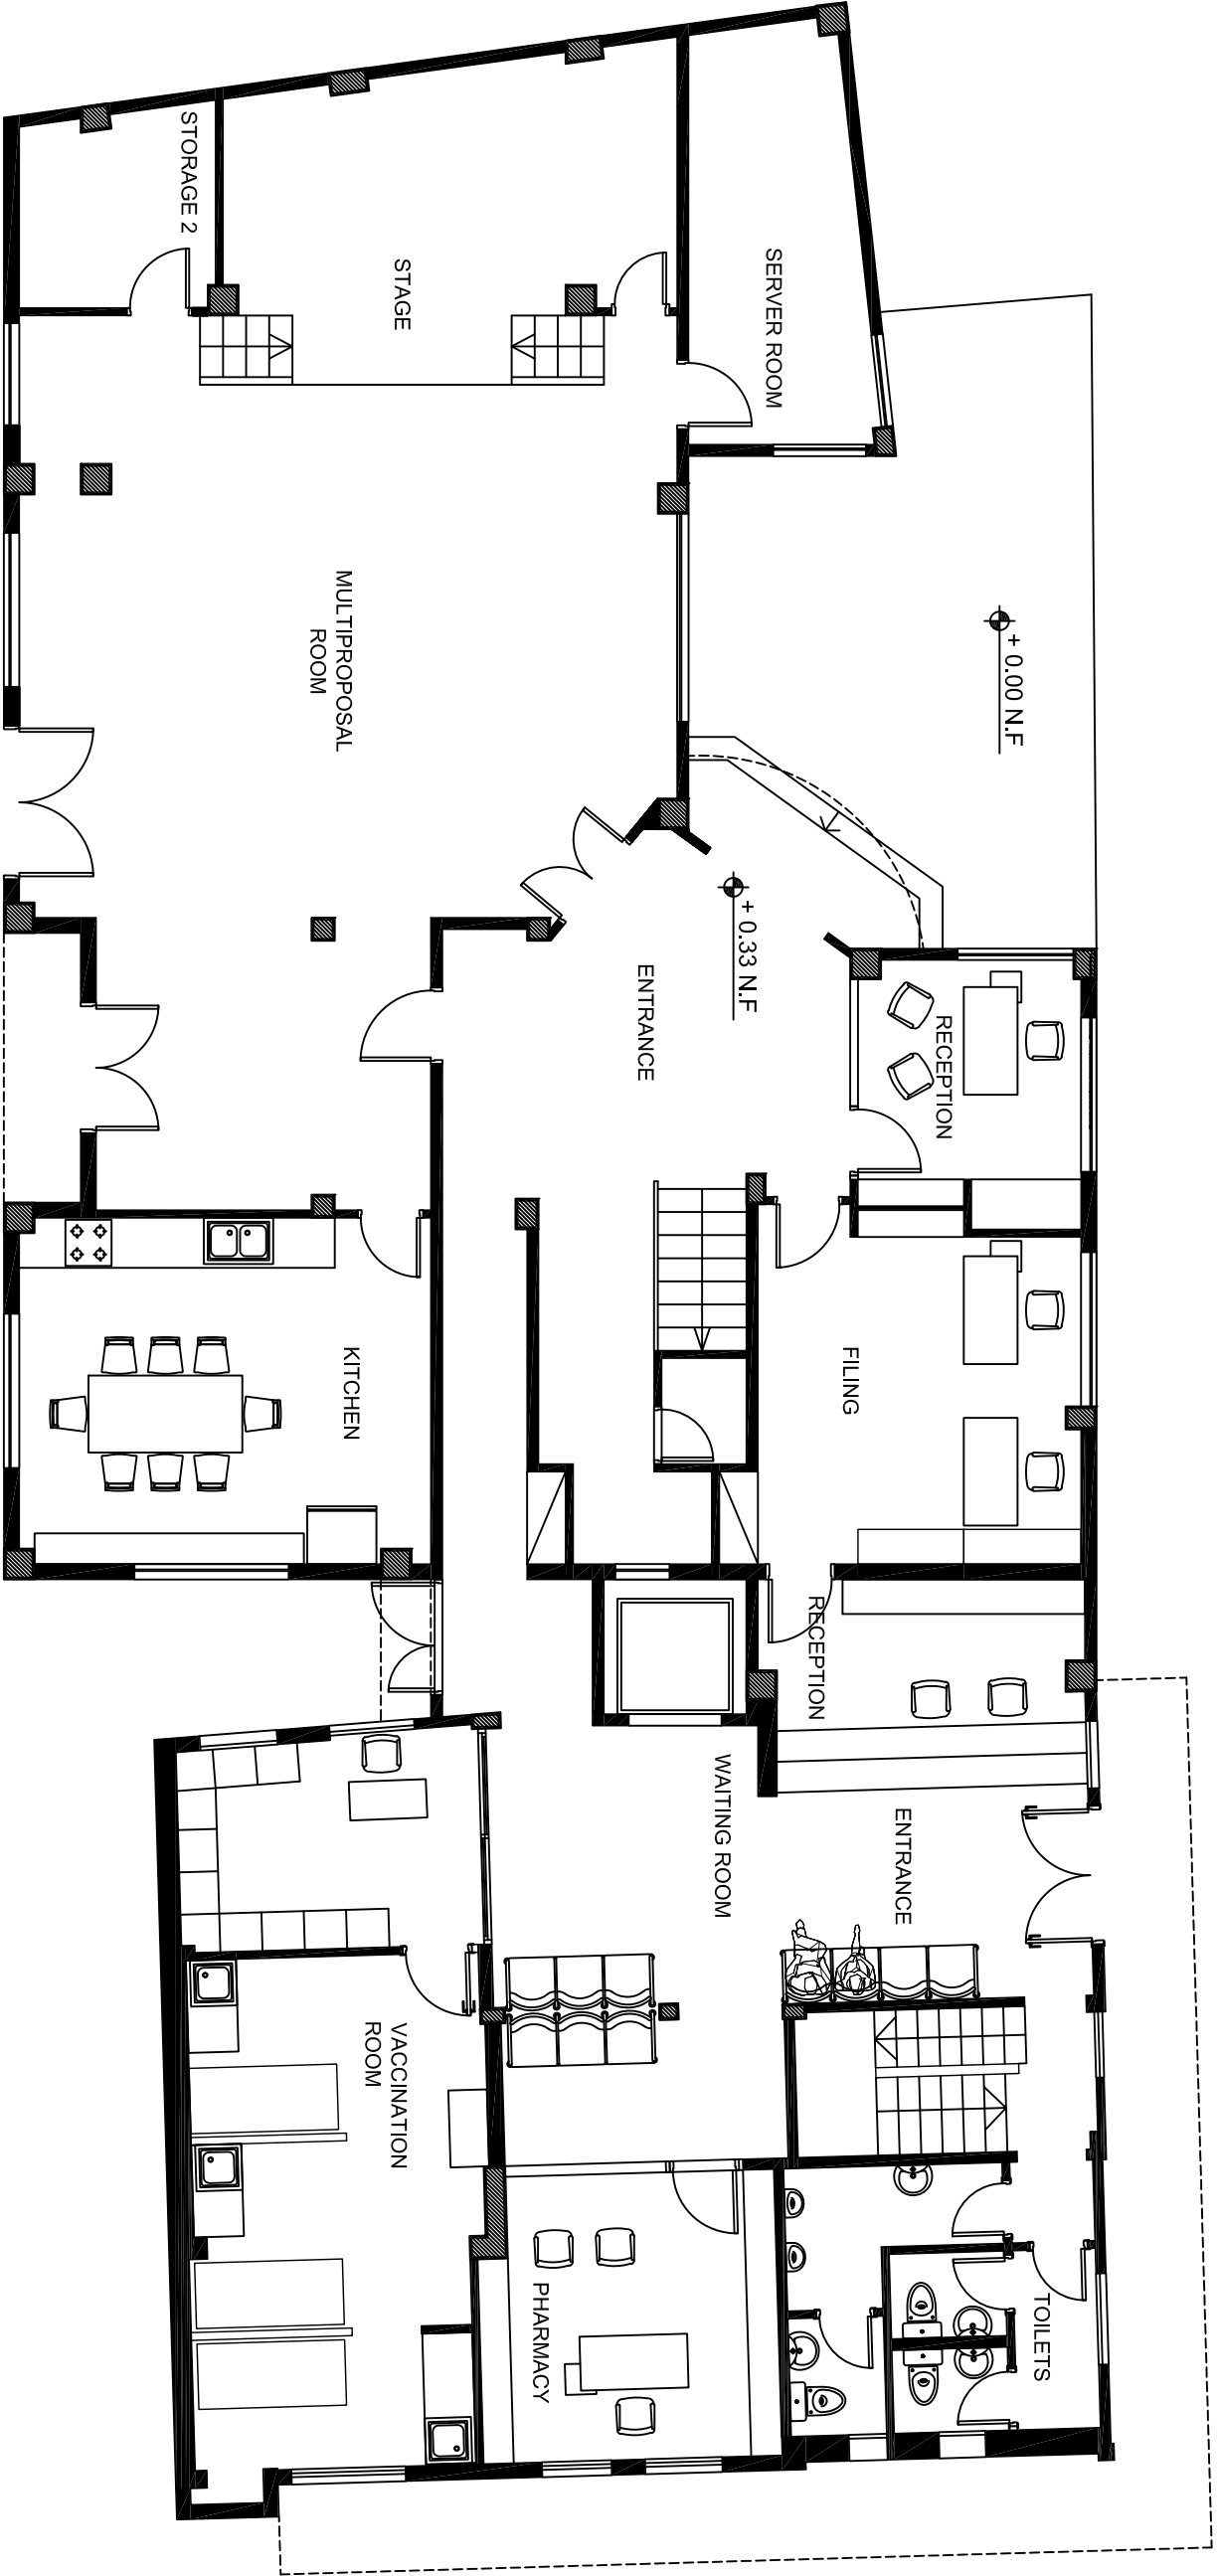 STORAGE 2
STAGE
SERVER ROOM
MULTIPROPOSAL
ROOM
+ 0.00 N.F
+ 0.33 N.F
ENTRANCE
RECEPTION
KITCHEN
FILING
RECEPTION
WAITING ROOM
ENTRANCE
VACCINATION
ROOM
PHARMACY
TOILETS